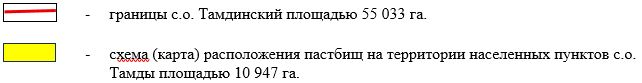 - границы с.о. Тамдинский площадью 55 033 га.
- схема (карта) расположения пастбищ на территории населенных пунктов с.о.
Тамды площадью 10 947 га.